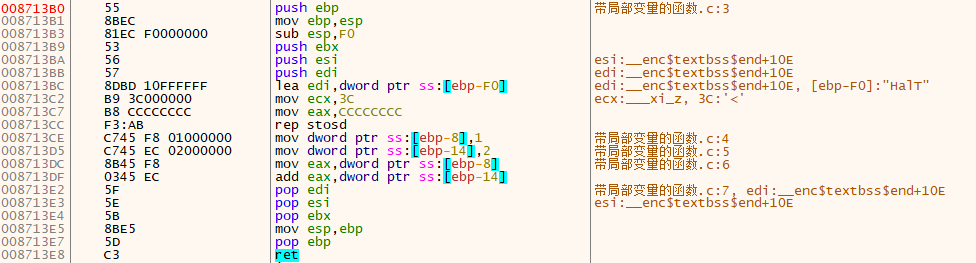 008713B0 55 push ebp 带局部变量的函数.c:3
008713B1 8BEC mov ebp,esp
008713B3 81EC F0000000 sub esp,F0
008713B9 53 push ebx
008713BA 56 push esi esi:__enc$textbss$end+10E
008713BB 57 push edi edi:__enc$textbss$end+10E
008713BC 8DBD 10FFFFFF lea edi,dword ptr ss:[ebp-F0] edi:__enc$textbss$end+10E, [ebp-F0]:"HalT"
008713C2 B9 3C000000 mov ecx,3C ecx:___xi_z, 3C:'<'
008713C7 B8 CCCCCCCC mov eax,CCCCCCCC
008713CC F3:AB rep stosd
008713CE C745 F8 01000000 mov dword ptr ss:[ebp-8],1 带局部变量的函数.c:4
008713D5 C745 EC 02000000 mov dword ptr ss:[ebp-14],2 带局部变量的函数.c:5
008713DC 8B45 F8 mov eax,dword ptr ss:[ebp-8] 带局部变量的函数.c:6
008713DF 0345 EC add eax,dword ptr ss:[ebp-14]
008713E2 5F pop edi 带局部变量的函数.c:7, edi:__enc$textbss$end+10E
008713E3 5E pop esi esi:__enc$textbss$end+10E
008713E4 5B pop ebx
008713E5 8BE5 mov esp,ebp
008713E7 5D pop ebp
008713E8 C3 ret